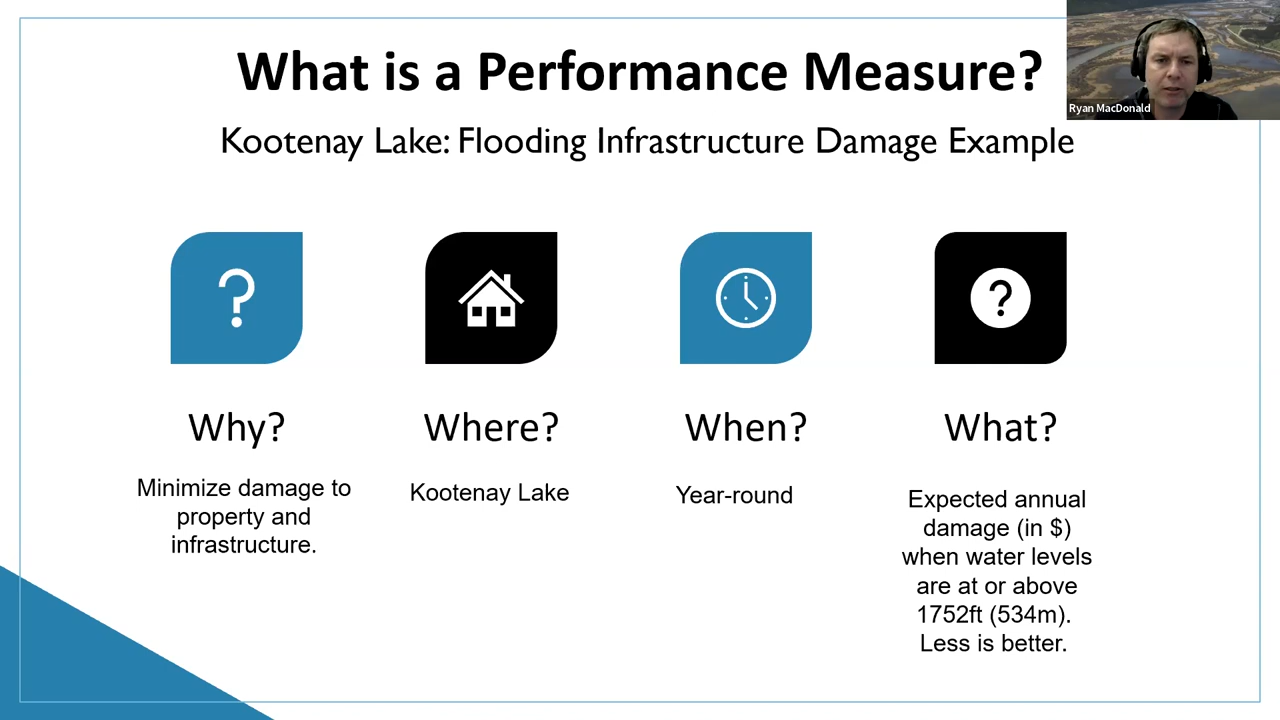 What is a Performance Measure?
Ryan MacDonald
Kootenay Lake: Flooding Infrastructure Damage Example
?
?
Why?
Where?
When?
What?
Minimize damage to
property and
infrastructure.
Kootenay Lake
Year-round
Expected annual
damage (in $)
when water levels
are at or above
1752ft (534m).
Less is better.